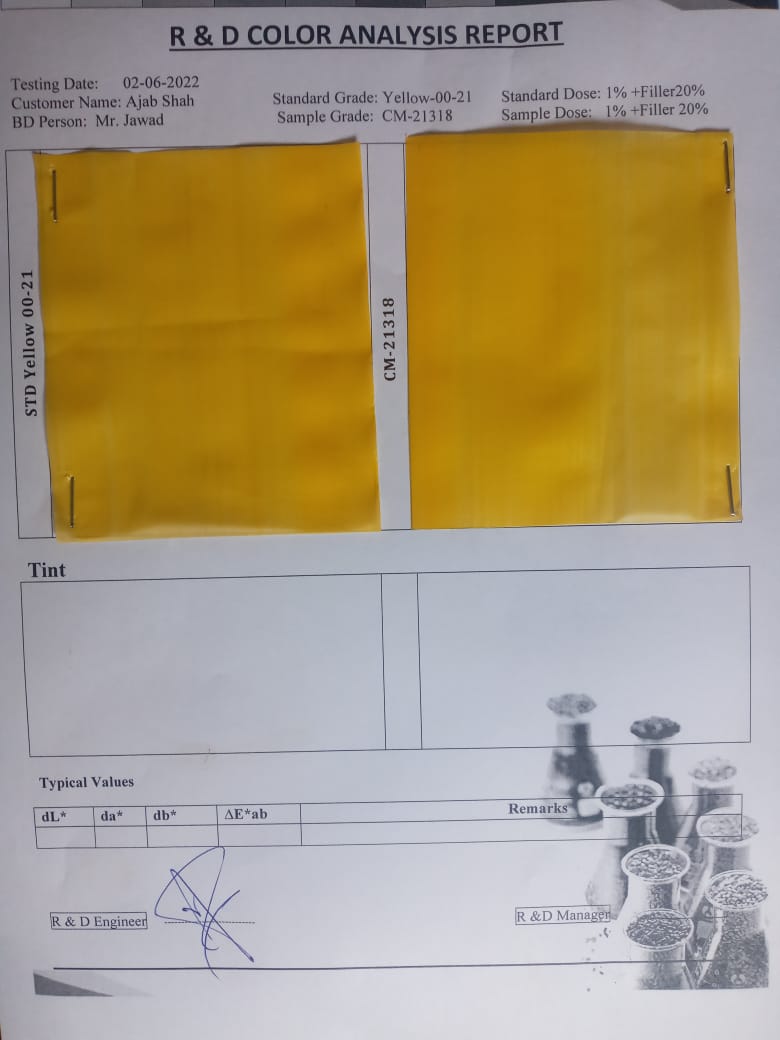 R & D COLOR ANALYSIS REPORT
Testing Date: 02-06-2022
Customer Name: Ajab Shah
BD Person: Mr. Jawad
Standard Grade: Yellow-00-21
Sample Grade: CM-21318
Standard Dose: 1% +Filler20%
Sample Dose: 1% +Filler 20%
STD Yellow 00-21
CM-21318
Tint
Typical Values
dL* da* db* ΔE*ab Remarks
R & D Engineer
R &D Manager